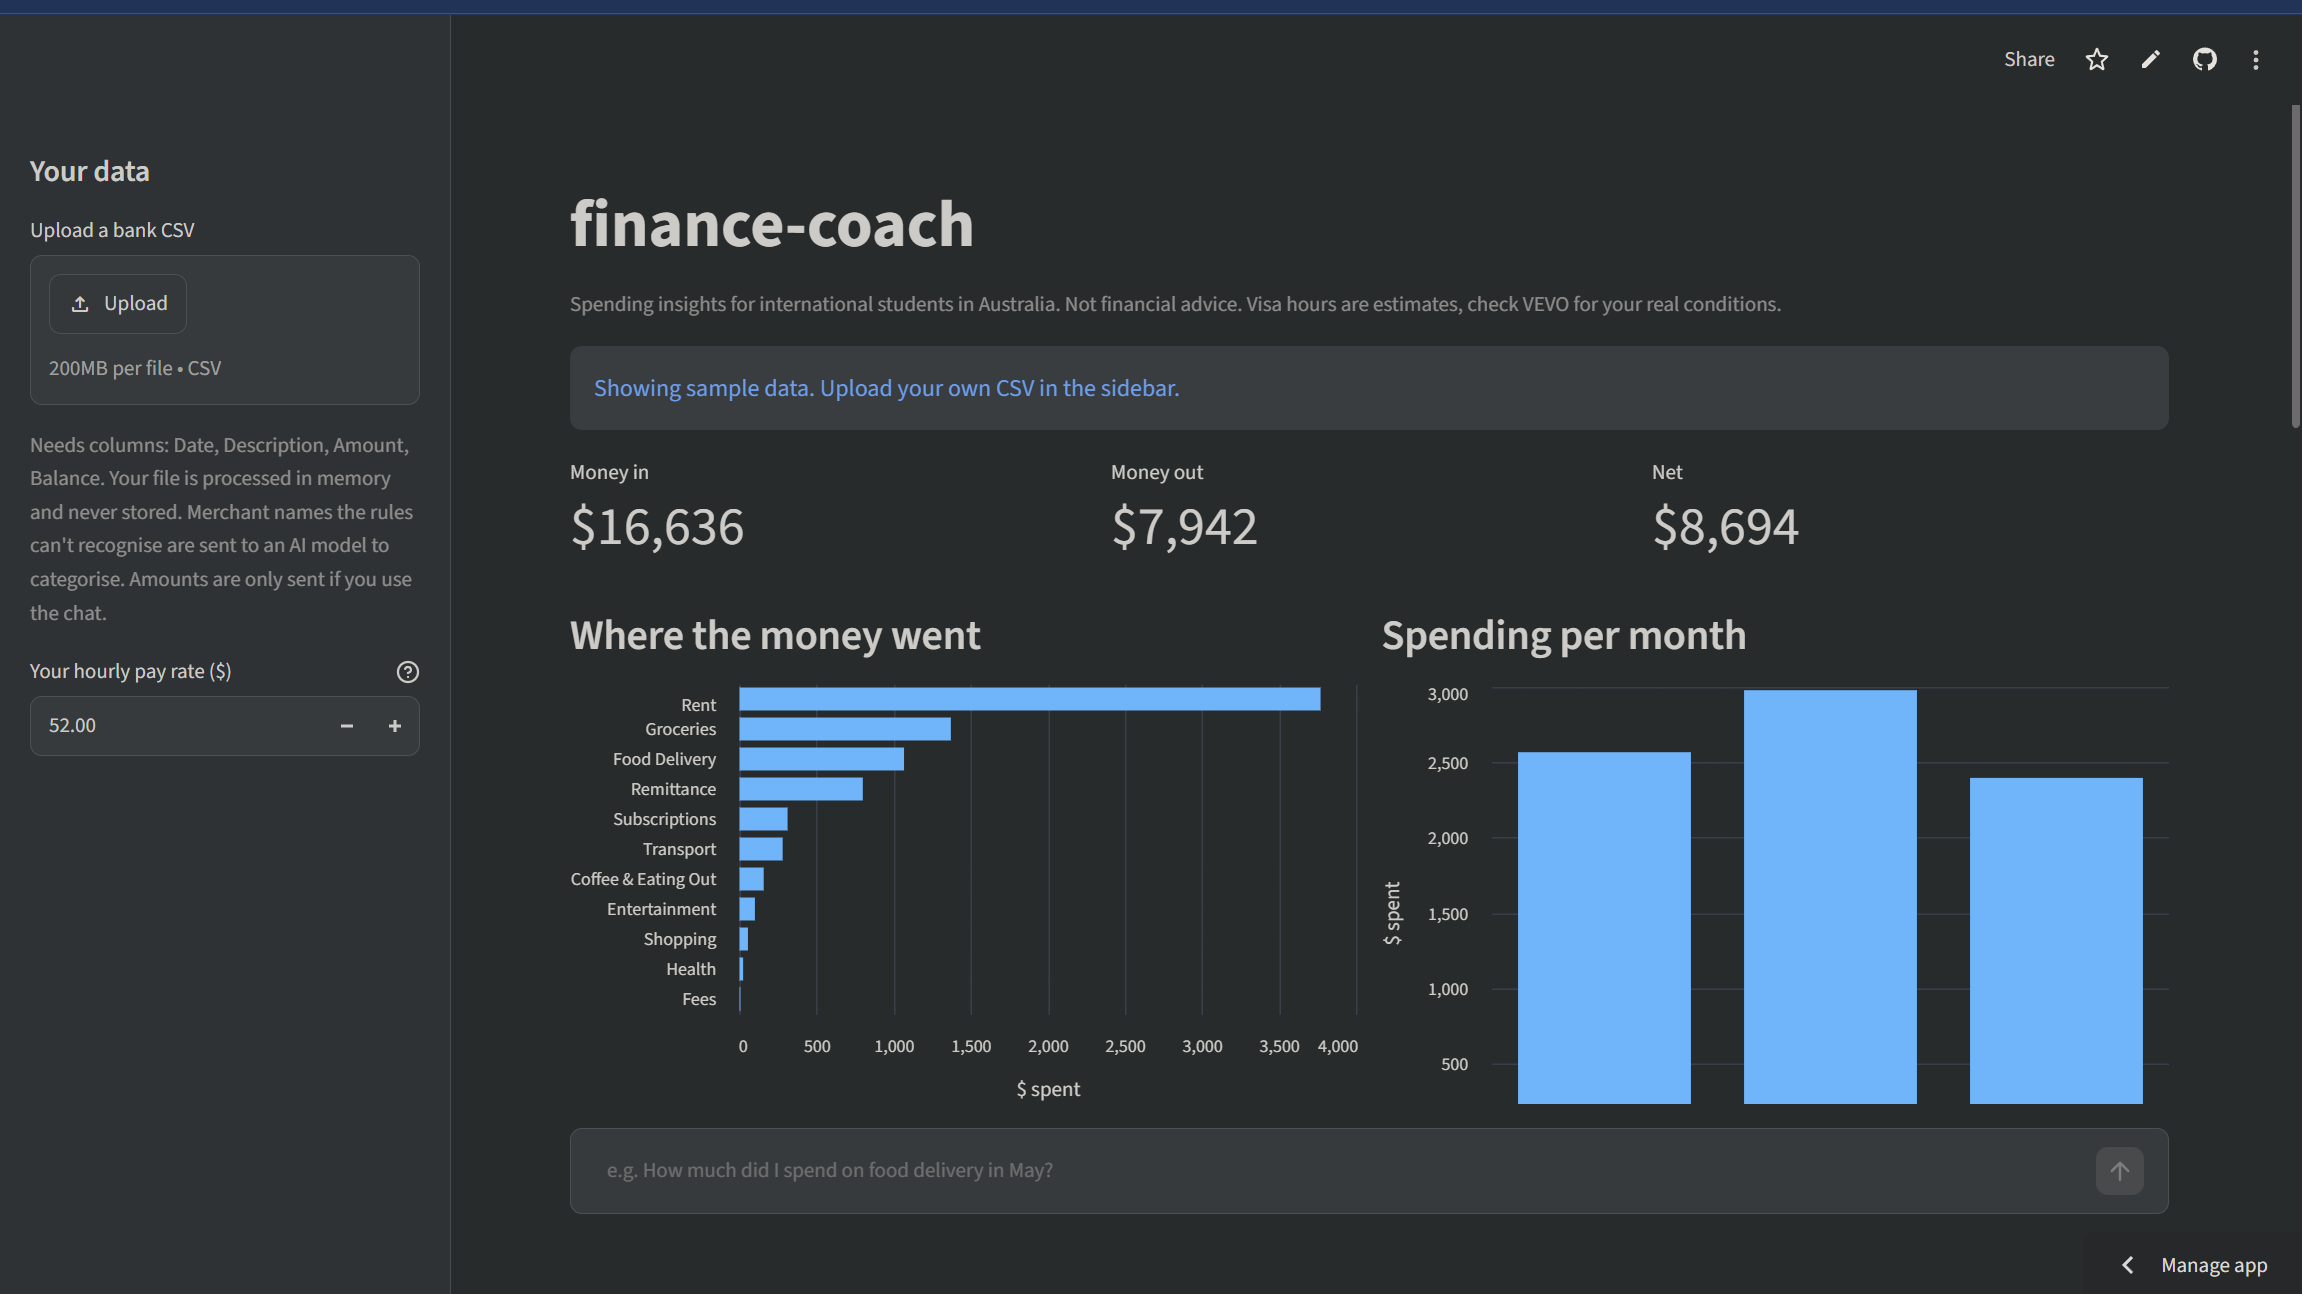 Share
Your data
Upload a bank CSV
Upload
200MB per file • CSV
Needs columns: Date, Description, Amount,
Balance. Your file is processed in memory
and never stored. Merchant names the rules
can't recognise are sent to an AI model to
categorise. Amounts are only sent if you use
the chat.
Your hourly pay rate ($)
52.00
finance-coach
Spending insights for international students in Australia. Not financial advice. Visa hours are estimates, check VEVO for your real conditions.
Showing sample data. Upload your own CSV in the sidebar.
Money in
$16,636
Money out
$7,942
Net
$8,694
Where the money went
Rent
Groceries
Food Delivery
Remittance
Subscriptions
Transport
Coffee & Eating Out
Entertainment
Shopping
Health
Fees
0 500 1,000 1,500 2,000 2,500 3,000 3,500 4,000
$ spent
Spending per month
3,000
2,500
2,000
1,500
1,000
500
$ spent
e.g. How much did I spend on food delivery in May?
Manage app